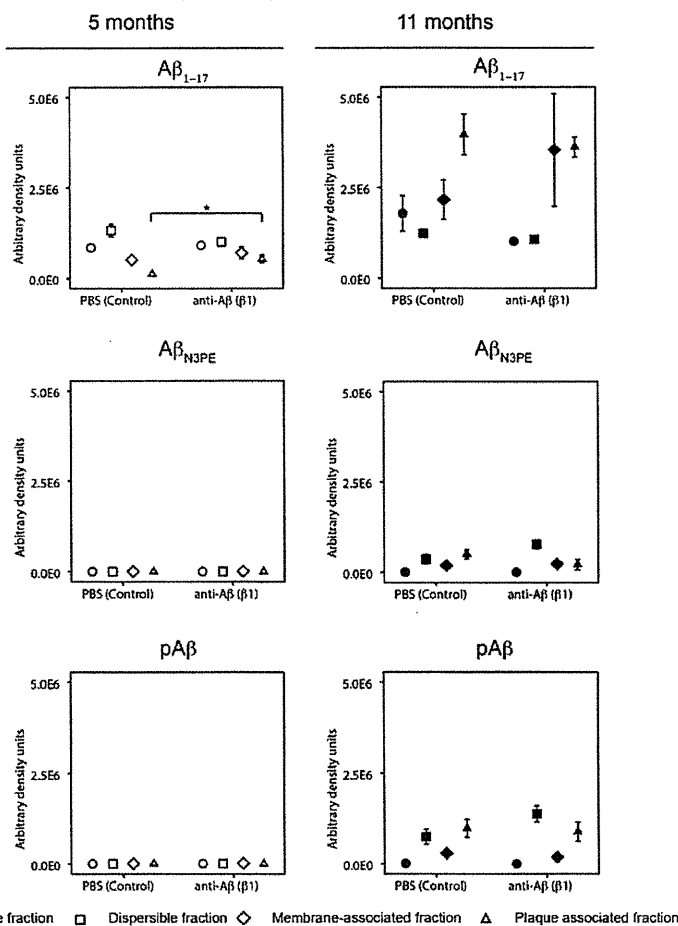 5 months
11 months
Aβ1–17
Aβ1–17
Arbitrary density units
5.0E6
2.5E6
0.0E0
*
PBS (Control)
anti-Aβ (β1)
Arbitrary density units
5.0E6
2.5E6
0.0E0
PBS (Control)
anti-Aβ (β1)
AβN3PE
AβN3PE
Arbitrary density units
5.0E6
2.5E6
0.0E0
PBS (Control)
anti-Aβ (β1)
Arbitrary density units
5.0E6
2.5E6
0.0E0
PBS (Control)
anti-Aβ (β1)
pAβ
pAβ
Arbitrary density units
5.0E6
2.5E6
0.0E0
PBS (Control)
anti-Aβ (β1)
Arbitrary density units
5.0E6
2.5E6
0.0E0
PBS (Control)
anti-Aβ (β1)
e fraction □ Dispersible fraction ◇ Membrane-associated fraction △ Plaque associated fraction